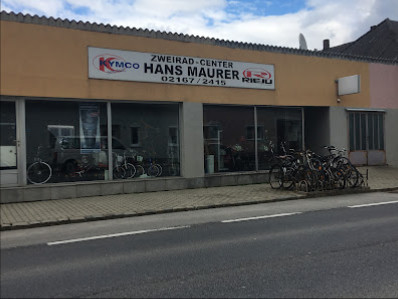 ZWEIRAD-CENTER
KYMCO HANS MAURER RIEJU
02167/2415